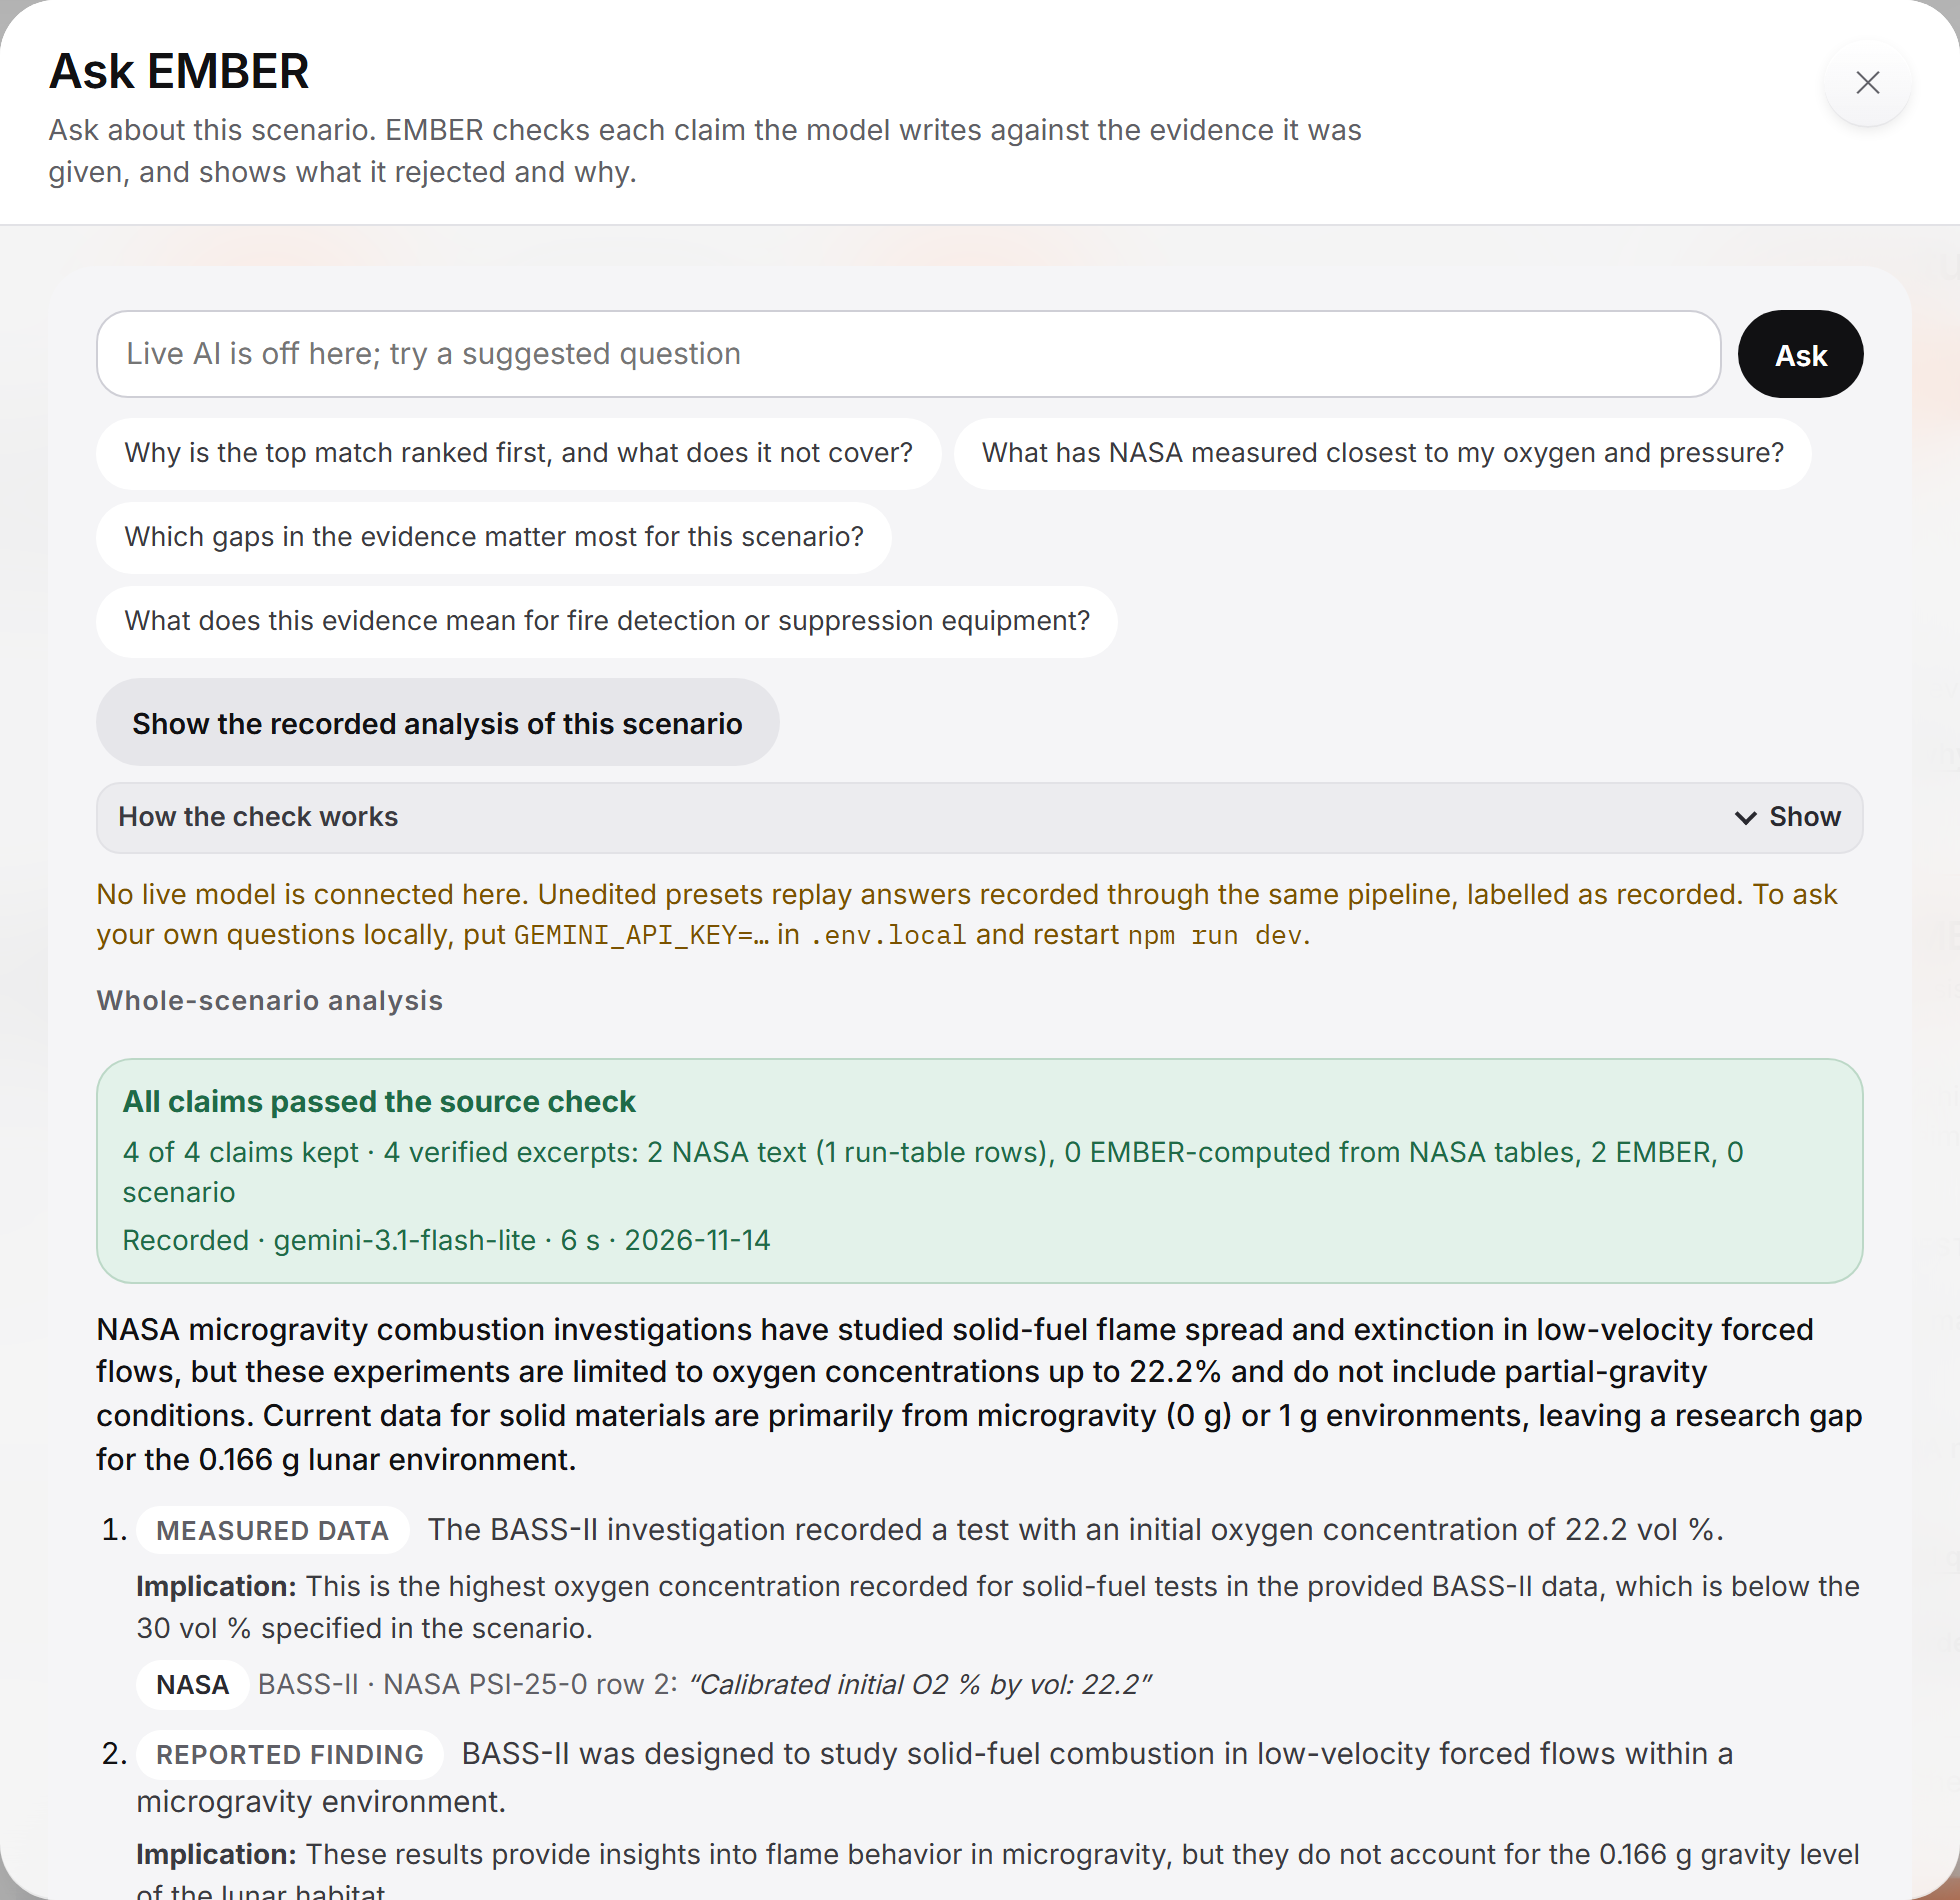 Ask EMBER
Ask about this scenario. EMBER checks each claim the model writes against the evidence it was
given, and shows what it rejected and why.
Live AI is off here; try a suggested question
Ask
Why is the top match ranked first, and what does it not cover?
What has NASA measured closest to my oxygen and pressure?
Which gaps in the evidence matter most for this scenario?
What does this evidence mean for fire detection or suppression equipment?
Show the recorded analysis of this scenario
How the check works
Show
No live model is connected here. Unedited presets replay answers recorded through the same pipeline, labelled as recorded. To ask
your own questions locally, put GEMINI_API_KEY=… in .env.local and restart npm run dev.
Whole-scenario analysis
All claims passed the source check
4 of 4 claims kept · 4 verified excerpts: 2 NASA text (1 run-table rows), 0 EMBER-computed from NASA tables, 2 EMBER, 0
scenario
Recorded · gemini-3.1-flash-lite · 6 s · 2026-11-14
NASA microgravity combustion investigations have studied solid-fuel flame spread and extinction in low-velocity forced
flows, but these experiments are limited to oxygen concentrations up to 22.2% and do not include partial-gravity
conditions. Current data for solid materials are primarily from microgravity (0 g) or 1 g environments, leaving a research gap
for the 0.166 g lunar environment.
1. MEASURED DATA The BASS-II investigation recorded a test with an initial oxygen concentration of 22.2 vol %.
Implication: This is the highest oxygen concentration recorded for solid-fuel tests in the provided BASS-II data, which is below the
30 vol % specified in the scenario.
NASA BASS-II · NASA PSI-25-0 row 2: “Calibrated initial O2 % by vol: 22.2”
2. REPORTED FINDING BASS-II was designed to study solid-fuel combustion in low-velocity forced flows within a
microgravity environment.
Implication: These results provide insights into flame behavior in microgravity, but they do not account for the 0.166 g gravity level
of the lunar habitat.